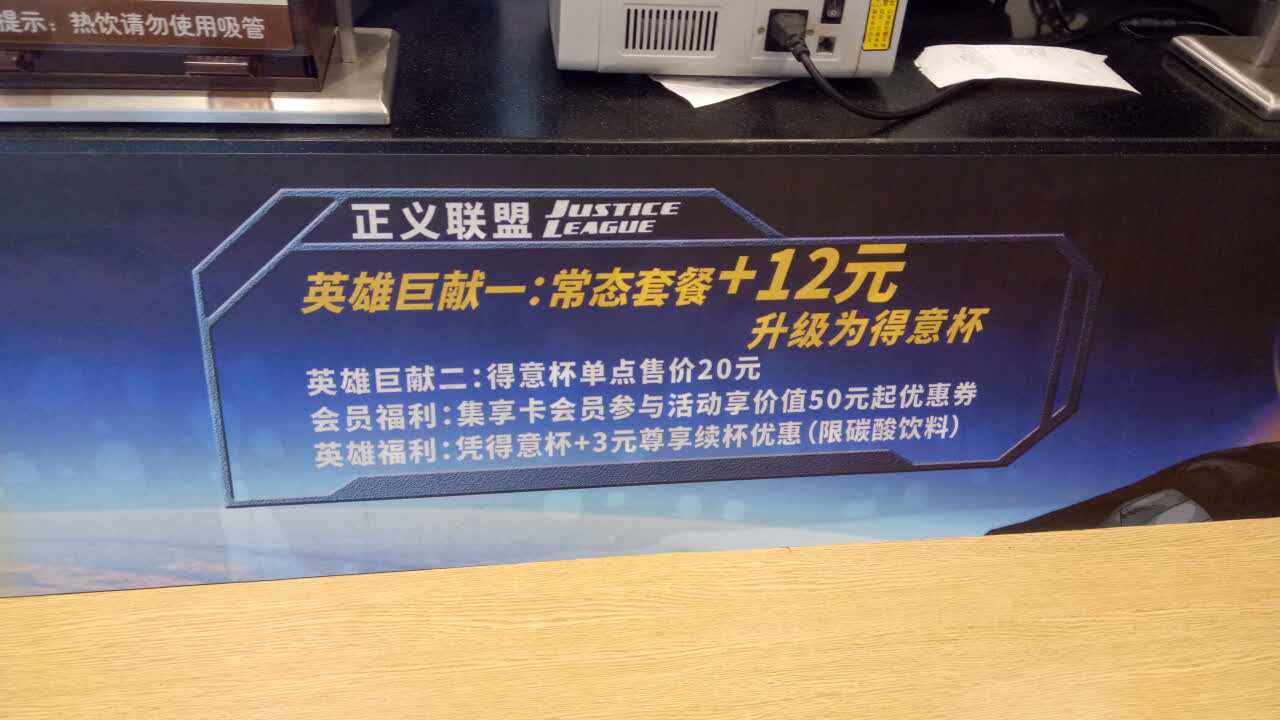 提示：热饮请勿使用吸管
正义联盟 JUSTICE LEAGUE
英雄巨献一：常态套餐+12元
升级为得意杯
英雄巨献二：得意杯单点售价20元
会员福利：集享卡会员参与活动享价值50元起优惠券
英雄福利：凭得意杯+3元尊享续杯优惠（限碳酸饮料）